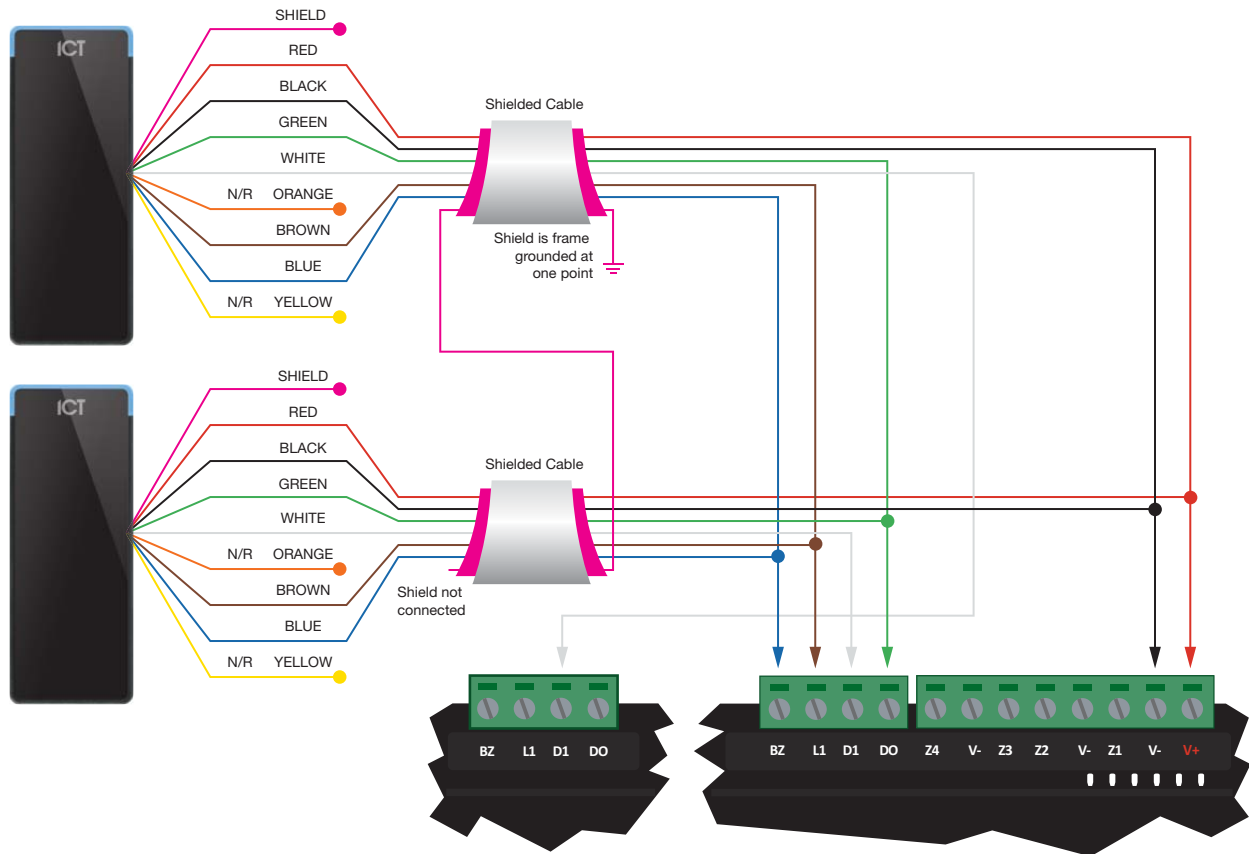 ICT
SHIELD
RED
BLACK
GREEN
WHITE
N/R ORANGE
BROWN
BLUE
N/R YELLOW
Shielded Cable
Shield is frame
grounded at
one point
ICT
SHIELD
RED
BLACK
GREEN
WHITE
N/R ORANGE
BROWN
BLUE
N/R YELLOW
Shielded Cable
Shield not
connected
BZ L1 D1 DO
BZ L1 D1 DO Z4 V- Z3 Z2 V- Z1 V- V+